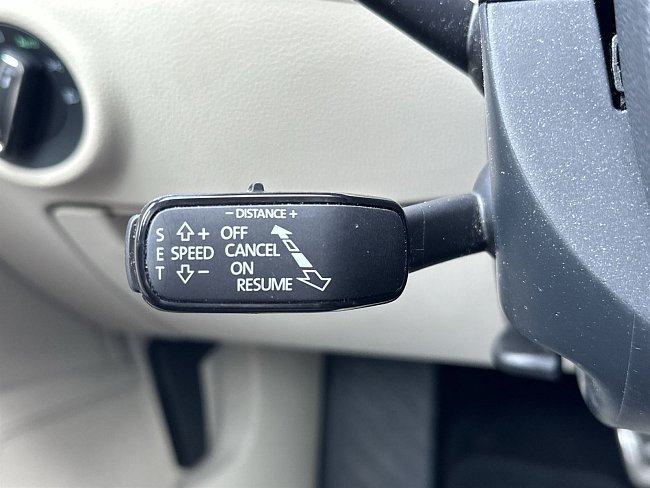 − DISTANCE +
S + OFF
E SPEED CANCEL
T − ON
RESUME